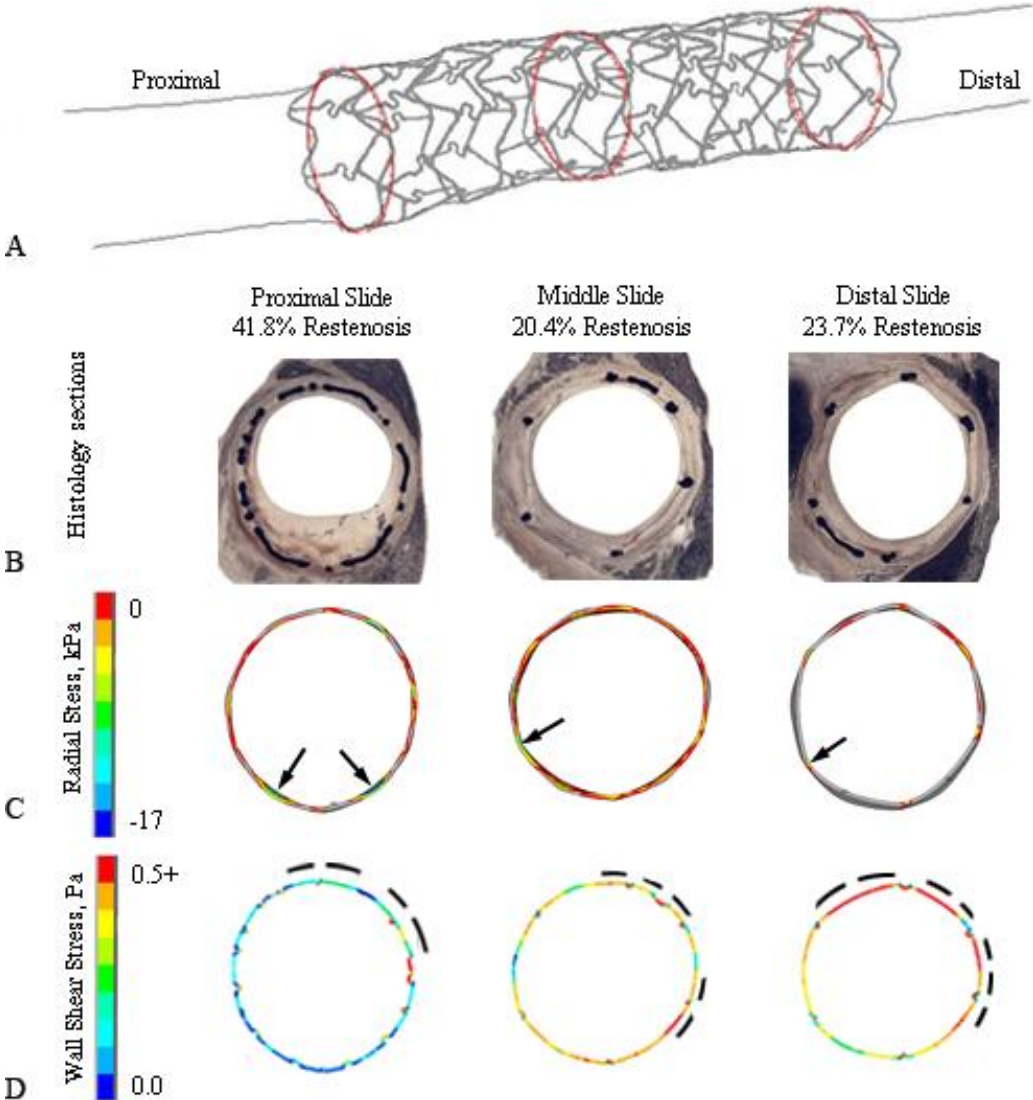 Proximal
Distal
A
Proximal Slide
41.8% Restenosis
Middle Slide
20.4% Restenosis
Distal Slide
23.7% Restenosis
Histology sections
B
Radial Stess, kPa
0
-17
C
Wall Shear Stress, Pa
0.5+
0.0
D